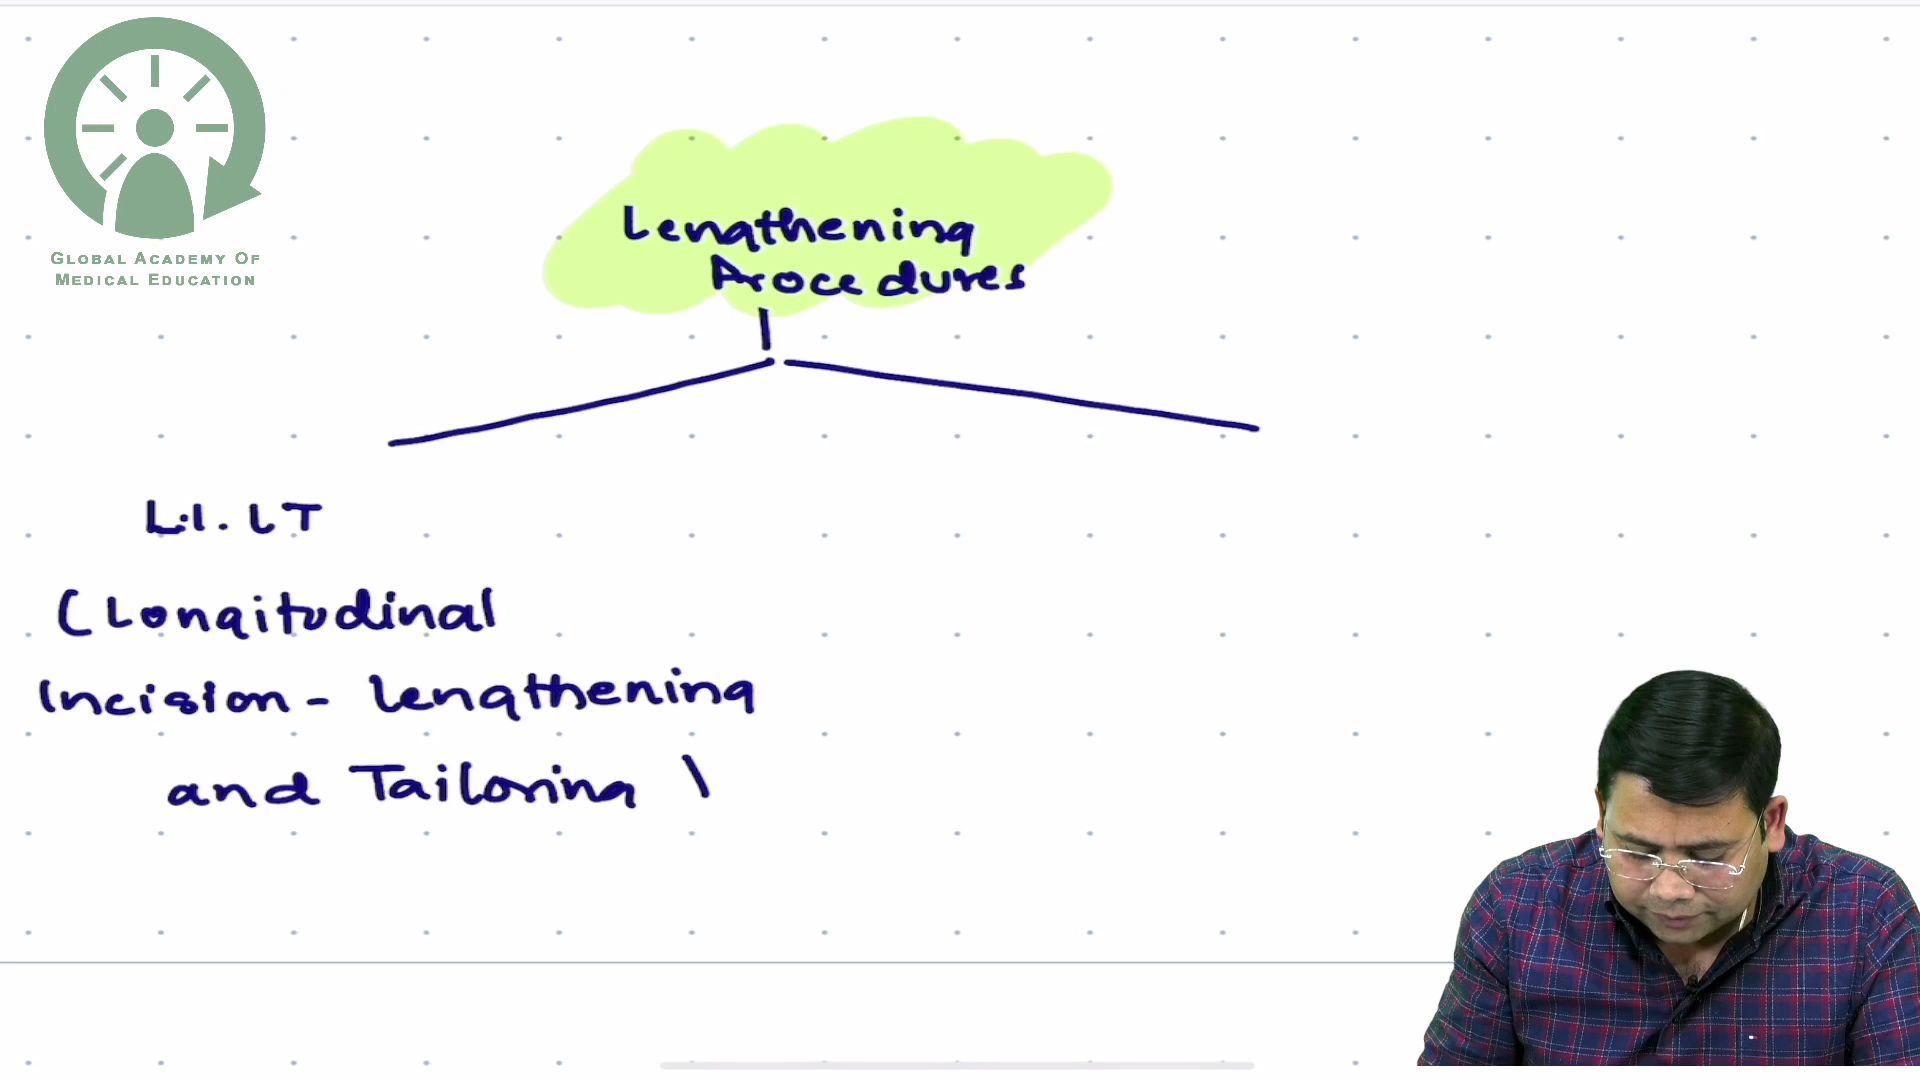 GLOBAL ACADEMY OF
MEDICAL EDUCATION
Lengthening
Procedures
L.I. LT
(Longitudinal
Incision - lengthening
and Tailoring )